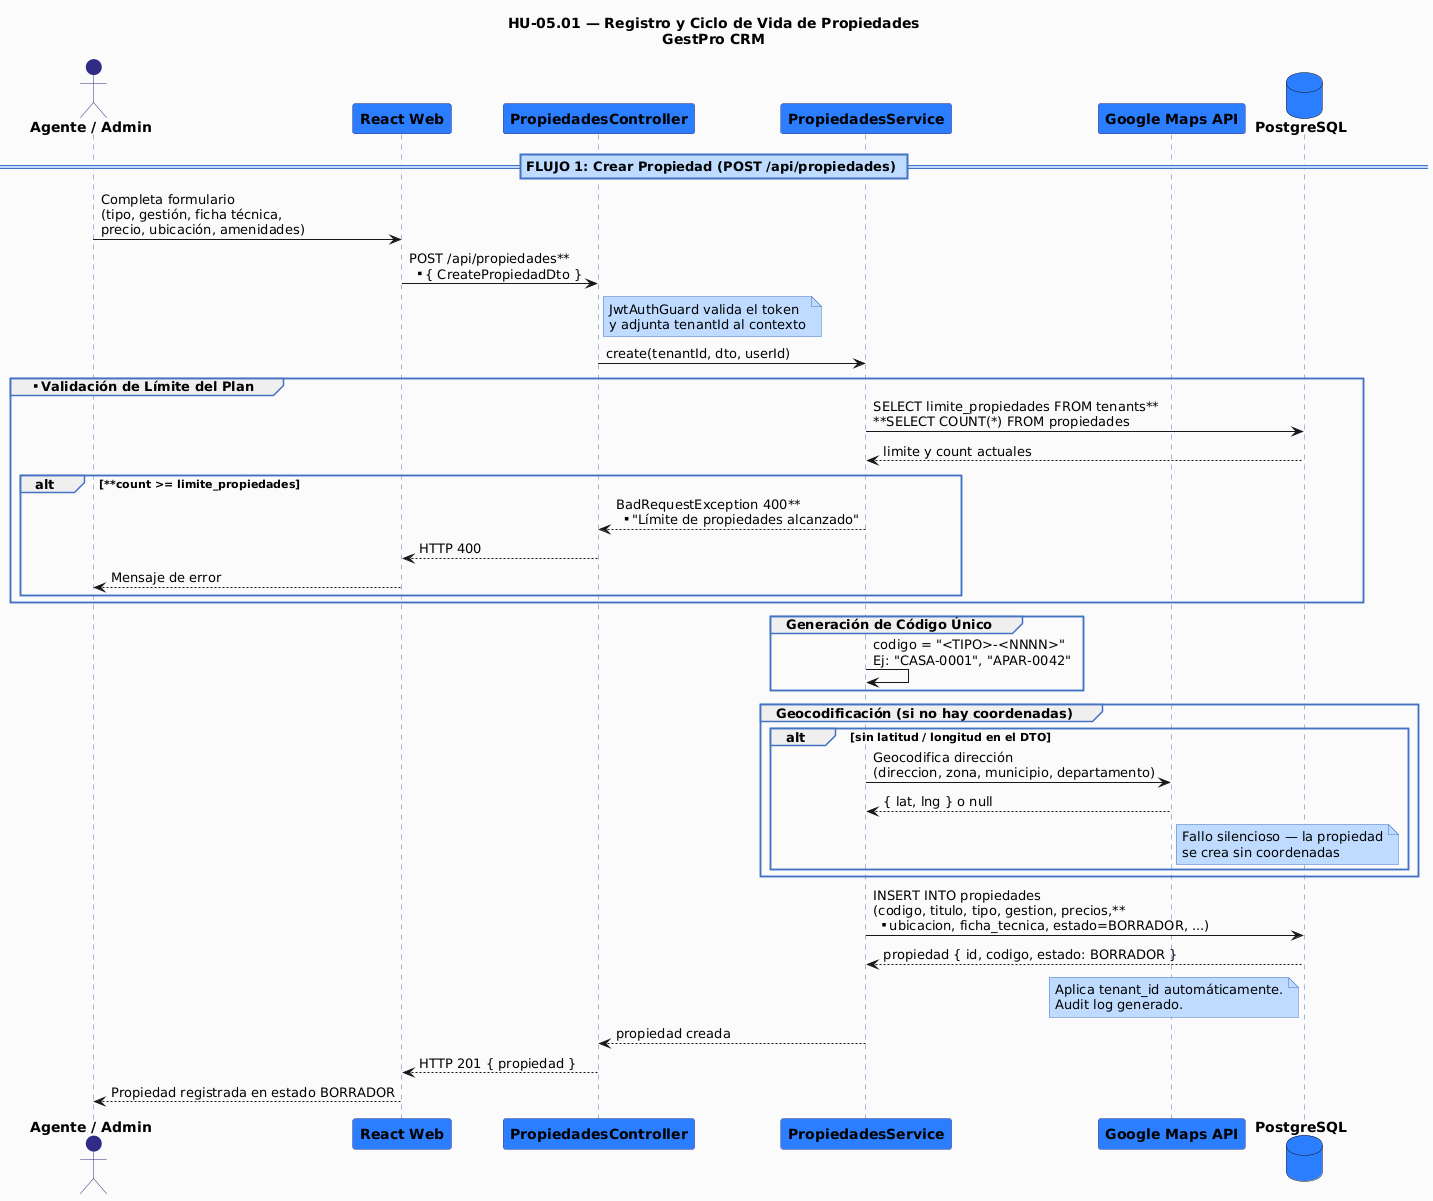 HU-05.01 — Registro y Ciclo de Vida de Propiedades
GestPro CRM
Agente / Admin
React Web
PropiedadesController
PropiedadesService
Google Maps API
PostgreSQL
FLUJO 1: Crear Propiedad (POST /api/propiedades)
Completa formulario
(tipo, gestión, ficha técnica,
precio, ubicación, amenidades)
POST /api/propiedades**
▪ { CreatePropiedadDto }
JwtAuthGuard valida el token
y adjunta tenantId al contexto
create(tenantId, dto, userId)
▪ Validación de Límite del Plan
SELECT limite_propiedades FROM tenants**
**SELECT COUNT(*) FROM propiedades
limite y count actuales
alt [**count >= limite_propiedades]
BadRequestException 400**
▪ "Límite de propiedades alcanzado"
HTTP 400
Mensaje de error
Generación de Código Único
codigo = "<TIPO>-<NNNN>"
Ej: "CASA-0001", "APAR-0042"
Geocodificación (si no hay coordenadas)
alt [sin latitud / longitud en el DTO]
Geocodifica dirección
(direccion, zona, municipio, departamento)
{ lat, lng } o null
Fallo silencioso — la propiedad
se crea sin coordenadas
INSERT INTO propiedades
(codigo, titulo, tipo, gestion, precios,**
▪ ubicacion, ficha_tecnica, estado=BORRADOR, ...)
propiedad { id, codigo, estado: BORRADOR }
Aplica tenant_id automáticamente.
Audit log generado.
propiedad creada
HTTP 201 { propiedad }
Propiedad registrada en estado BORRADOR
Agente / Admin
React Web
PropiedadesController
PropiedadesService
Google Maps API
PostgreSQL